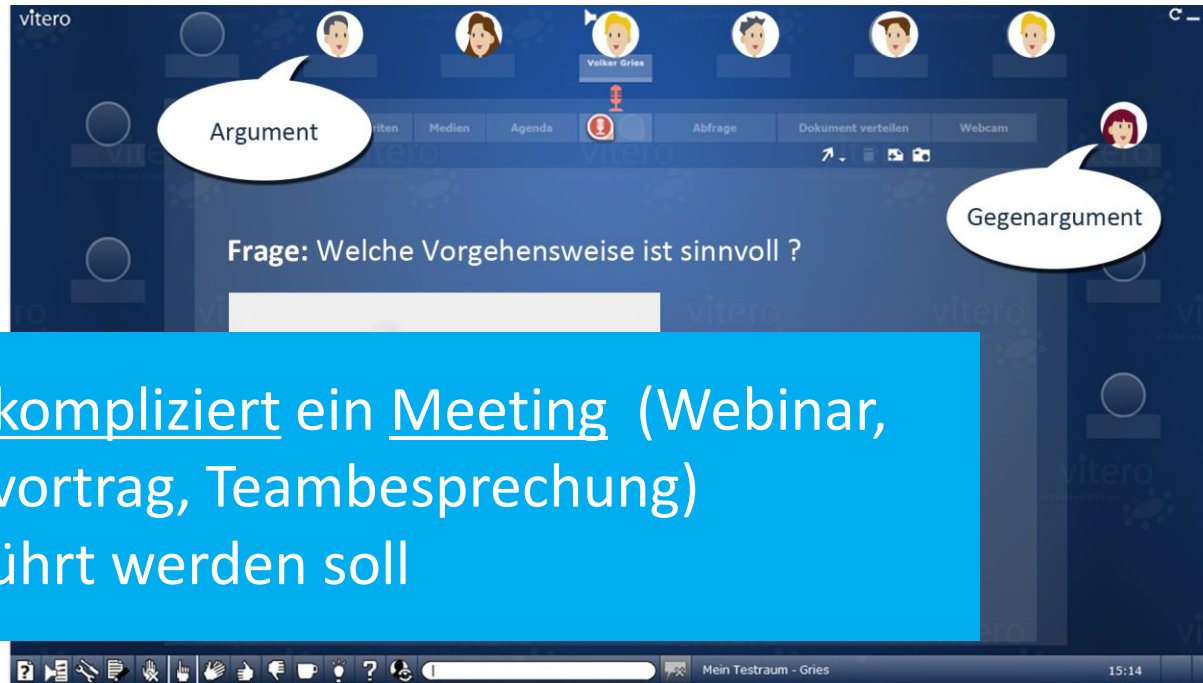 vitero
Volker Gries
Argument
riten Medien Agenda Abfrage Dokument verteilen Webcam
Gegenargument
Frage: Welche Vorgehensweise ist sinnvoll ?
kompliziert ein Meeting (Webinar,
vortrag, Teambesprechung)
ührt werden soll
Mein Testraum - Gries 15:14